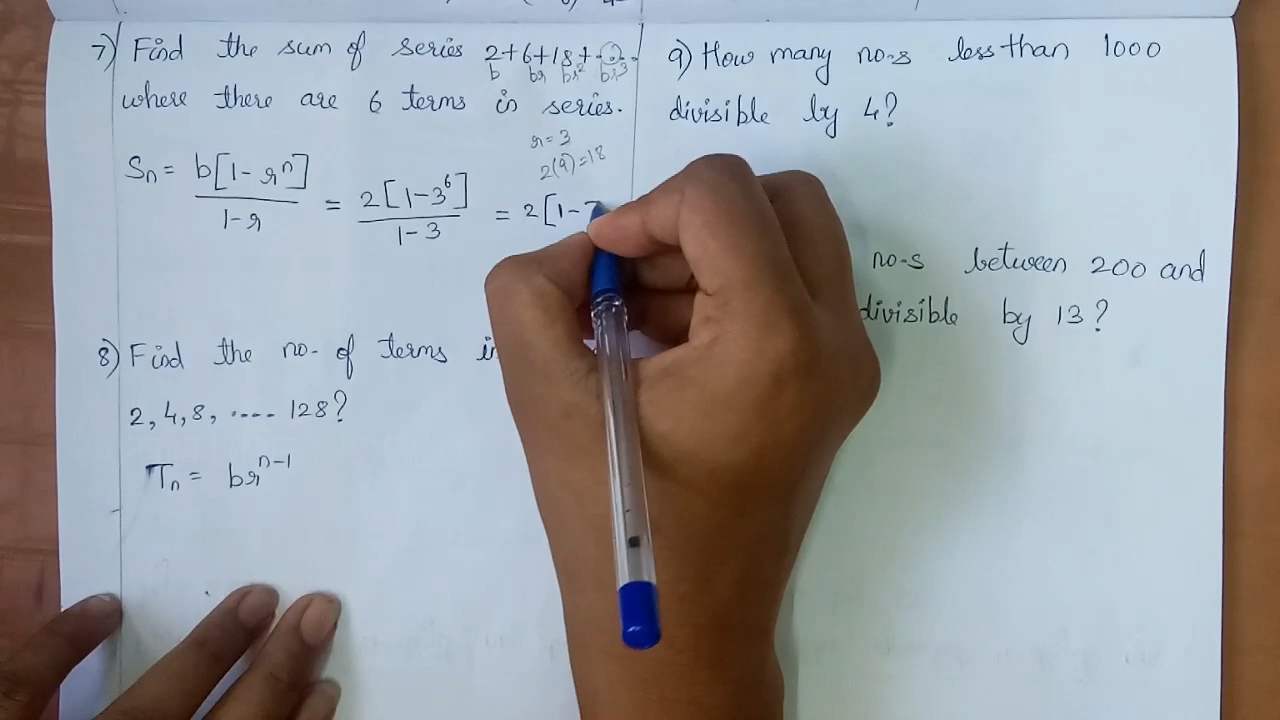 7) Find the sum of series 2+6+18+
b br br² br³
where there are 6 terms in series.
r=3
2(9)=18
Sn = b[1-rⁿ]/1-r = 2[1-3⁶]/1-3 = 2[1-7
8) Find the no- of terms in
2, 4, 8, ..... 128?
Tn = brⁿ⁻¹
9) How many no-s less than 1000
divisible by 4?
no-s between 200 and
divisible by 13?